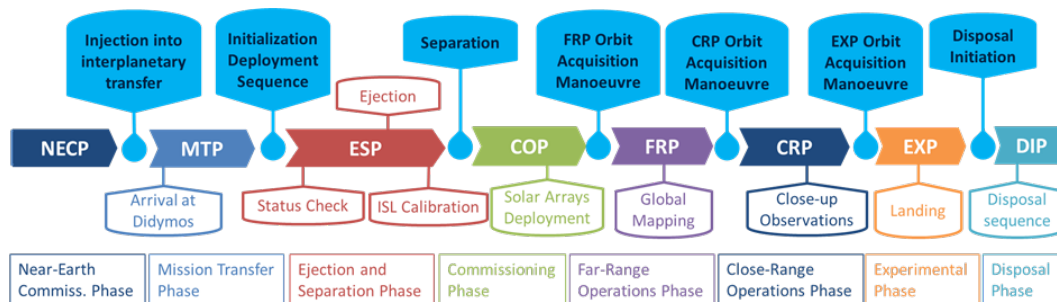 Injection into
interplanetary
transfer
Initialization
Deployment
Sequence
Separation
FRP Orbit
Acquisition
Manoeuvre
CRP Orbit
Acquisition
Manoeuvre
EXP Orbit
Acquisition
Manoeuvre
Disposal
Initiation
Ejection
NECP
MTP
ESP
COP
FRP
CRP
EXP
DIP
Arrival at
Didymos
Status Check
ISL Calibration
Solar Arrays
Deployment
Global
Mapping
Close-up
Observations
Landing
Disposal
sequence
Near-Earth
Commiss. Phase
Mission Transfer
Phase
Ejection and
Separation Phase
Commissioning
Phase
Far-Range
Operations Phase
Close-Range
Operations Phase
Experimental
Phase
Disposal
Phase